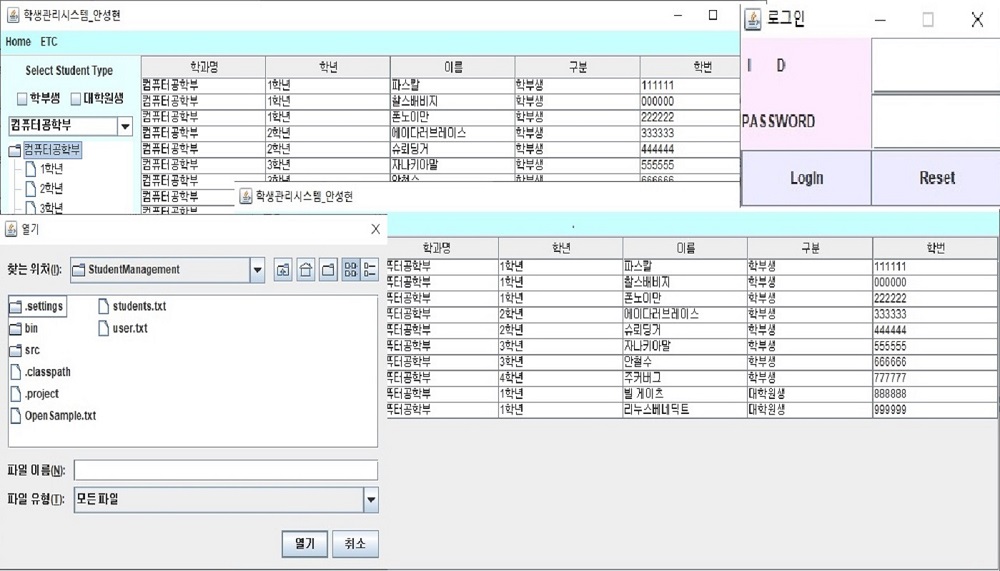 학생관리시스템_안성현
Home ETC
Select Student Type
학부생 대학원생
컴퓨터공학부
컴퓨터공학부
1학년
2학년
3학년
학과명 학년 이름 구분 학번
컴퓨터공학부 1학년 파스칼 학부생 111111
컴퓨터공학부 1학년 찰스배비지 학부생 000000
컴퓨터공학부 1학년 폰노이만 학부생 222222
컴퓨터공학부 2학년 에이다러브레이스 학부생 333333
컴퓨터공학부 2학년 슈뢰딩거 학부생 444444
컴퓨터공학부 3학년 자나키아말 학부생 555555
컴퓨터공학부 3학년 안철수 학부생 666666
컴퓨터공학부
컴퓨터공학부
로그인
I D
PASSWORD
LogIn Reset
학생관리시스템_안성현
학과명 학년 이름 구분 학번
퓨터공학부 1학년 파스칼 학부생 111111
퓨터공학부 1학년 찰스배비지 학부생 000000
퓨터공학부 1학년 폰노이만 학부생 222222
퓨터공학부 2학년 에이다러브레이스 학부생 333333
퓨터공학부 2학년 슈뢰딩거 학부생 444444
퓨터공학부 3학년 자나키아말 학부생 555555
퓨터공학부 3학년 안철수 학부생 666666
퓨터공학부 4학년 주커버그 학부생 777777
퓨터공학부 1학년 빌 게이츠 대학원생 888888
퓨터공학부 1학년 리누스베네딕트 대학원생 999999
열기
찾는 위치(I): StudentManagement
.settings students.txt
bin user.txt
src
.classpath
.project
OpenSample.txt
파일 이름(N):
파일 유형(T): 모든 파일
열기 취소